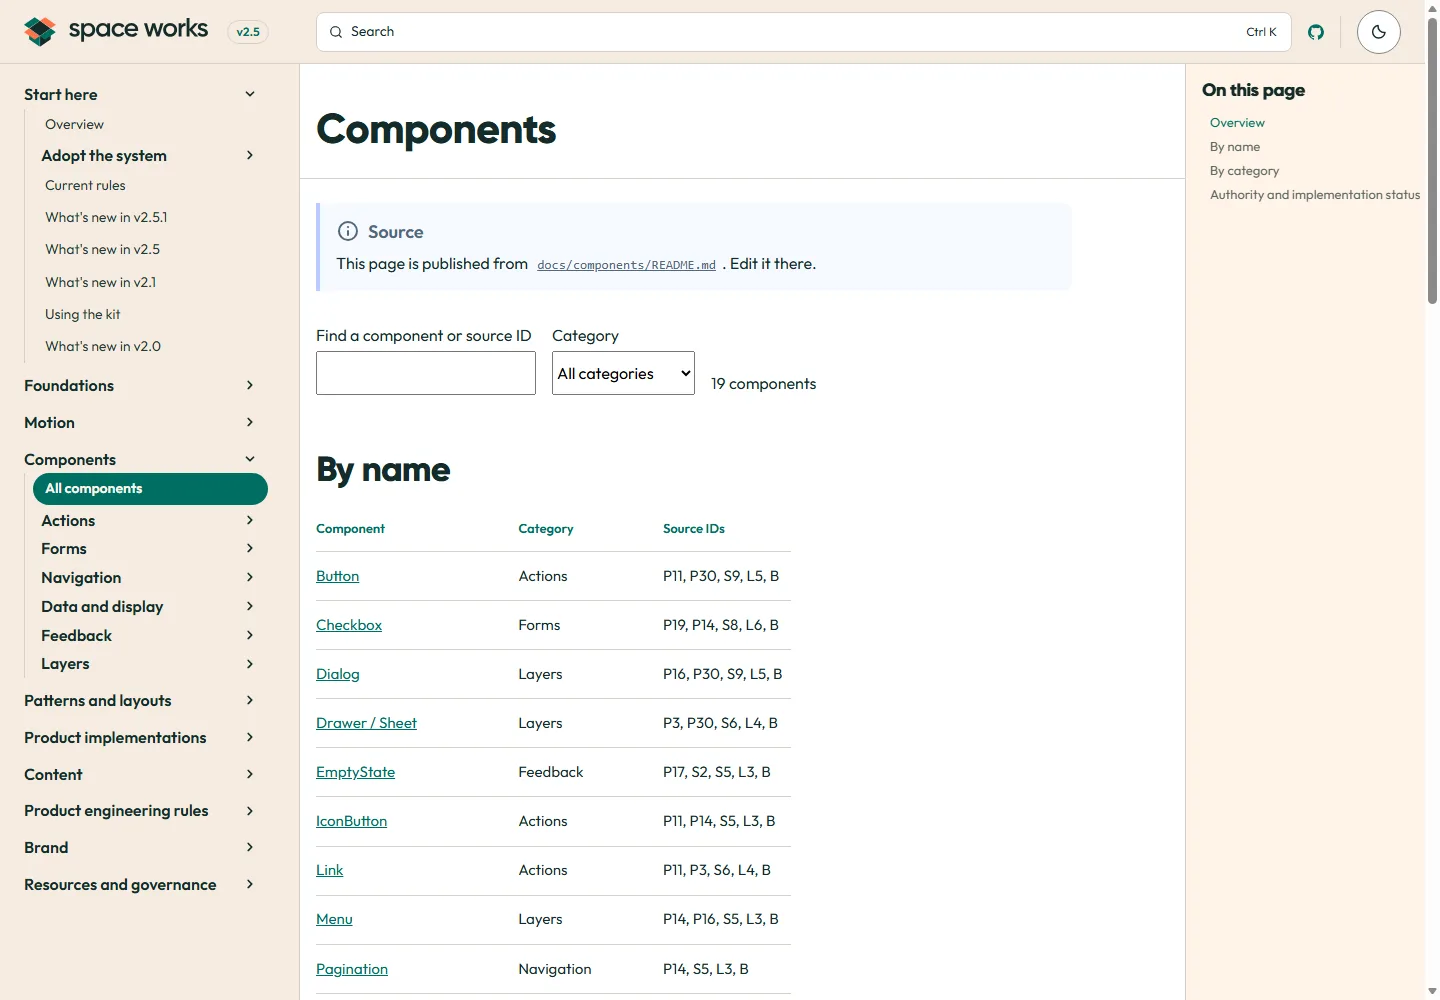 space works
v2.5
Search
Ctrl K
Start here
Overview
Adopt the system
Current rules
What's new in v2.5.1
What's new in v2.5
What's new in v2.1
Using the kit
What's new in v2.0
Foundations
Motion
Components
All components
Actions
Forms
Navigation
Data and display
Feedback
Layers
Patterns and layouts
Product implementations
Content
Product engineering rules
Brand
Resources and governance
Components
Source
This page is published from docs/components/README.md . Edit it there.
Find a component or source ID Category
All categories
19 components
By name
Component Category Source IDs
Button Actions P11, P30, S9, L5, B
Checkbox Forms P19, P14, S8, L6, B
Dialog Layers P16, P30, S9, L5, B
Drawer / Sheet Layers P3, P30, S6, L4, B
EmptyState Feedback P17, S2, S5, L3, B
IconButton Actions P11, P14, S5, L3, B
Link Actions P11, P3, S6, L4, B
Menu Layers P14, P16, S5, L3, B
Pagination Navigation P14, S5, L3, B
On this page
Overview
By name
By category
Authority and implementation status